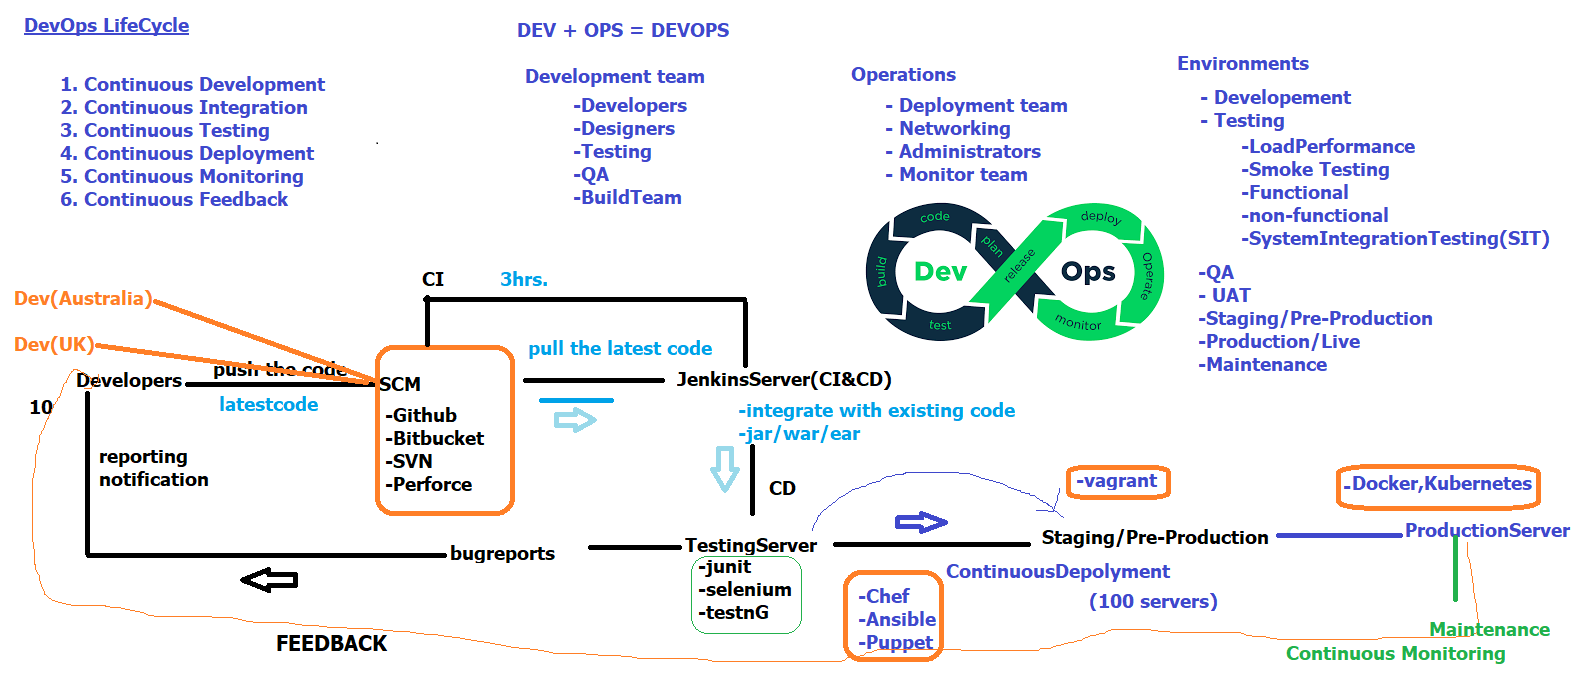 DevOps LifeCycle
1. Continuous Development
2. Continuous Integration
3. Continuous Testing
4. Continuous Deployment
5. Continuous Monitoring
6. Continuous Feedback
DEV + OPS = DEVOPS
Development team
-Developers
-Designers
-Testing
-QA
-BuildTeam
Operations
- Deployment team
- Networking
- Administrators
- Monitor team
Environments
- Developement
- Testing
-LoadPerformance
-Smoke Testing
-Functional
-non-functional
-SystemIntegrationTesting(SIT)
-QA
- UAT
-Staging/Pre-Production
-Production/Live
-Maintenance
code
plan
build
test
Dev
release
deploy
Operate
monitor
Ops
CI
3hrs.
Dev(Australia)
Dev(UK)
Developers
10
push the code
latestcode
SCM
-Github
-Bitbucket
-SVN
-Perforce
pull the latest code
JenkinsServer(CI&CD)
-integrate with existing code
-jar/war/ear
CD
reporting
notification
bugreports
TestingServer
-junit
-selenium
-testnG
-vagrant
Staging/Pre-Production
ContinuousDepolyment
(100 servers)
-Chef
-Ansible
-Puppet
-Docker,Kubernetes
ProductionServer
Maintenance
Continuous Monitoring
FEEDBACK